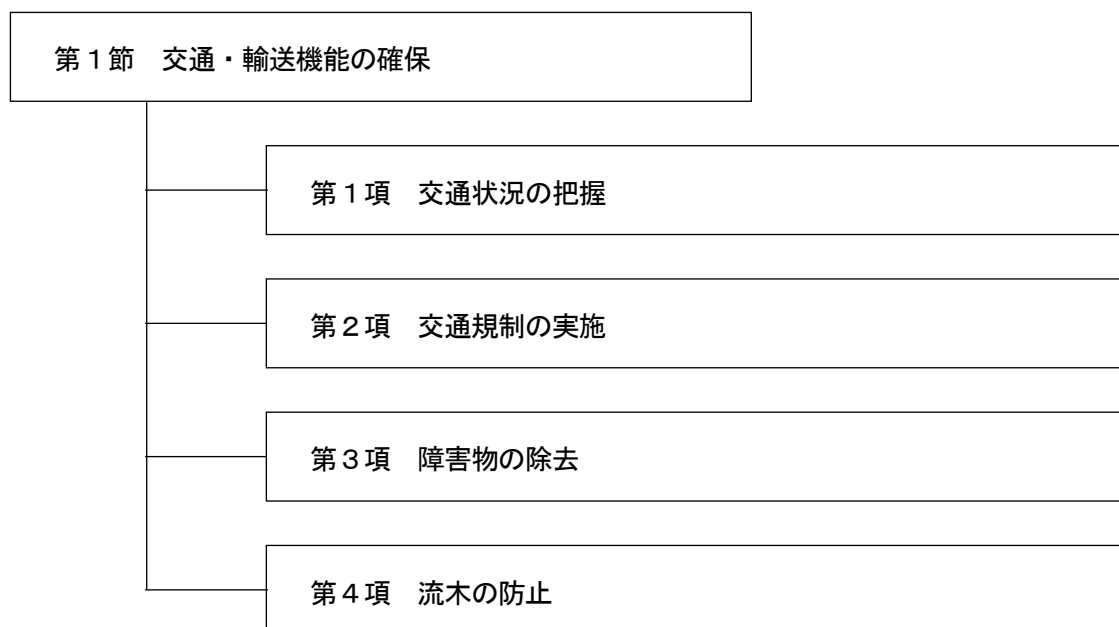 第１節　交通・輸送機能の確保
第１項　交通状況の把握
第２項　交通規制の実施
第３項　障害物の除去
第４項　流木の防止